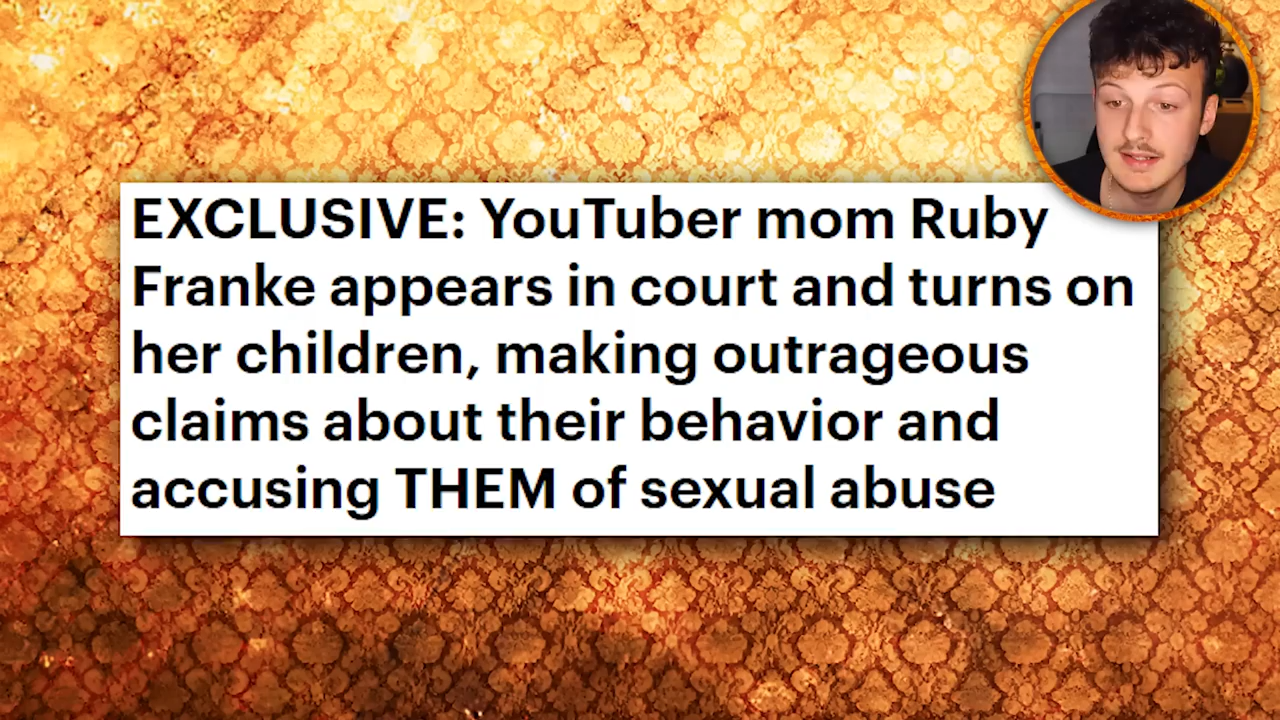 EXCLUSIVE: YouTuber mom Ruby
Franke appears in court and turns on
her children, making outrageous
claims about their behavior and
accusing THEM of sexual abuse